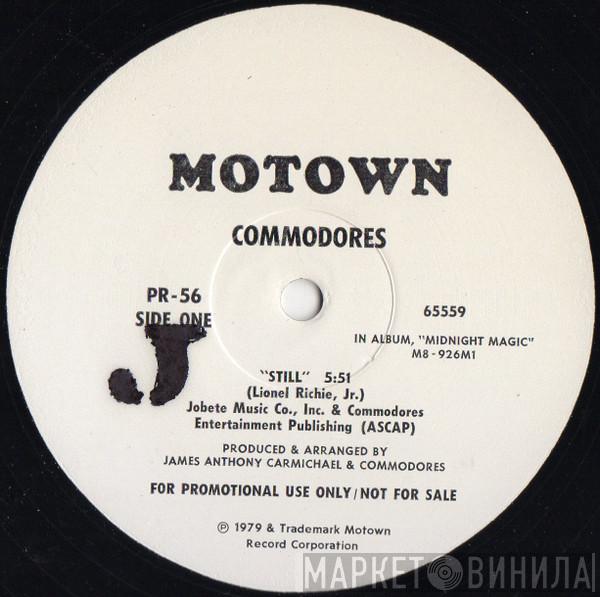 MOTOWN
COMMODORES
PR-56
SIDE ONE
J
65559
IN ALBUM, "MIDNIGHT MAGIC"
M8-926M1
"STILL" 5:51
(Lionel Richie, Jr.)
Jobete Music Co., Inc. & Commodores
Entertainment Publishing (ASCAP)
PRODUCED & ARRANGED BY
JAMES ANTHONY CARMICHAEL & COMMODORES
FOR PROMOTIONAL USE ONLY/NOT FOR SALE
℗ 1979 & Trademark Motown
Record Corporation
МАРКЕТ ВИНИЛА